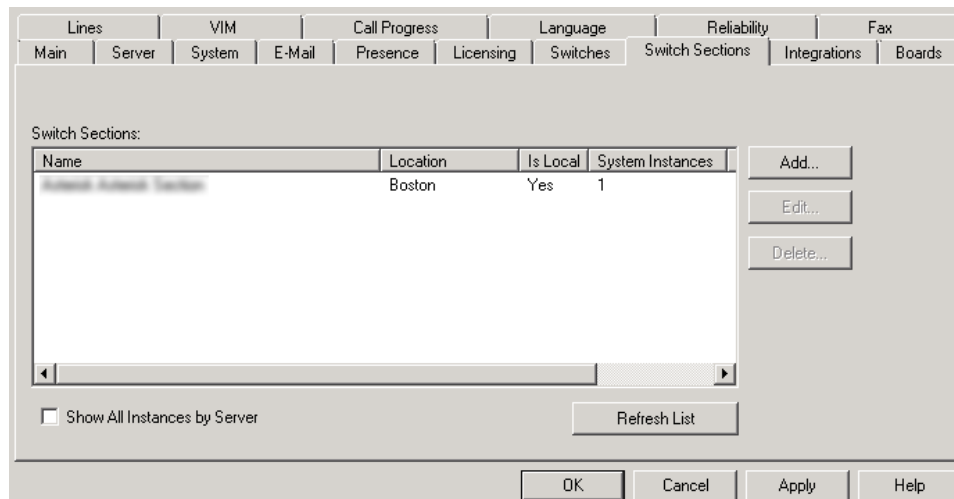 Lines VIM Call Progress Language Reliability Fax
Main Server System E-Mail Presence Licensing Switches Switch Sections Integrations Boards
Switch Sections:
Name Location Is Local System Instances
Boston Yes 1
Add...
Edit...
Delete...
Show All Instances by Server
Refresh List
OK Cancel Apply Help